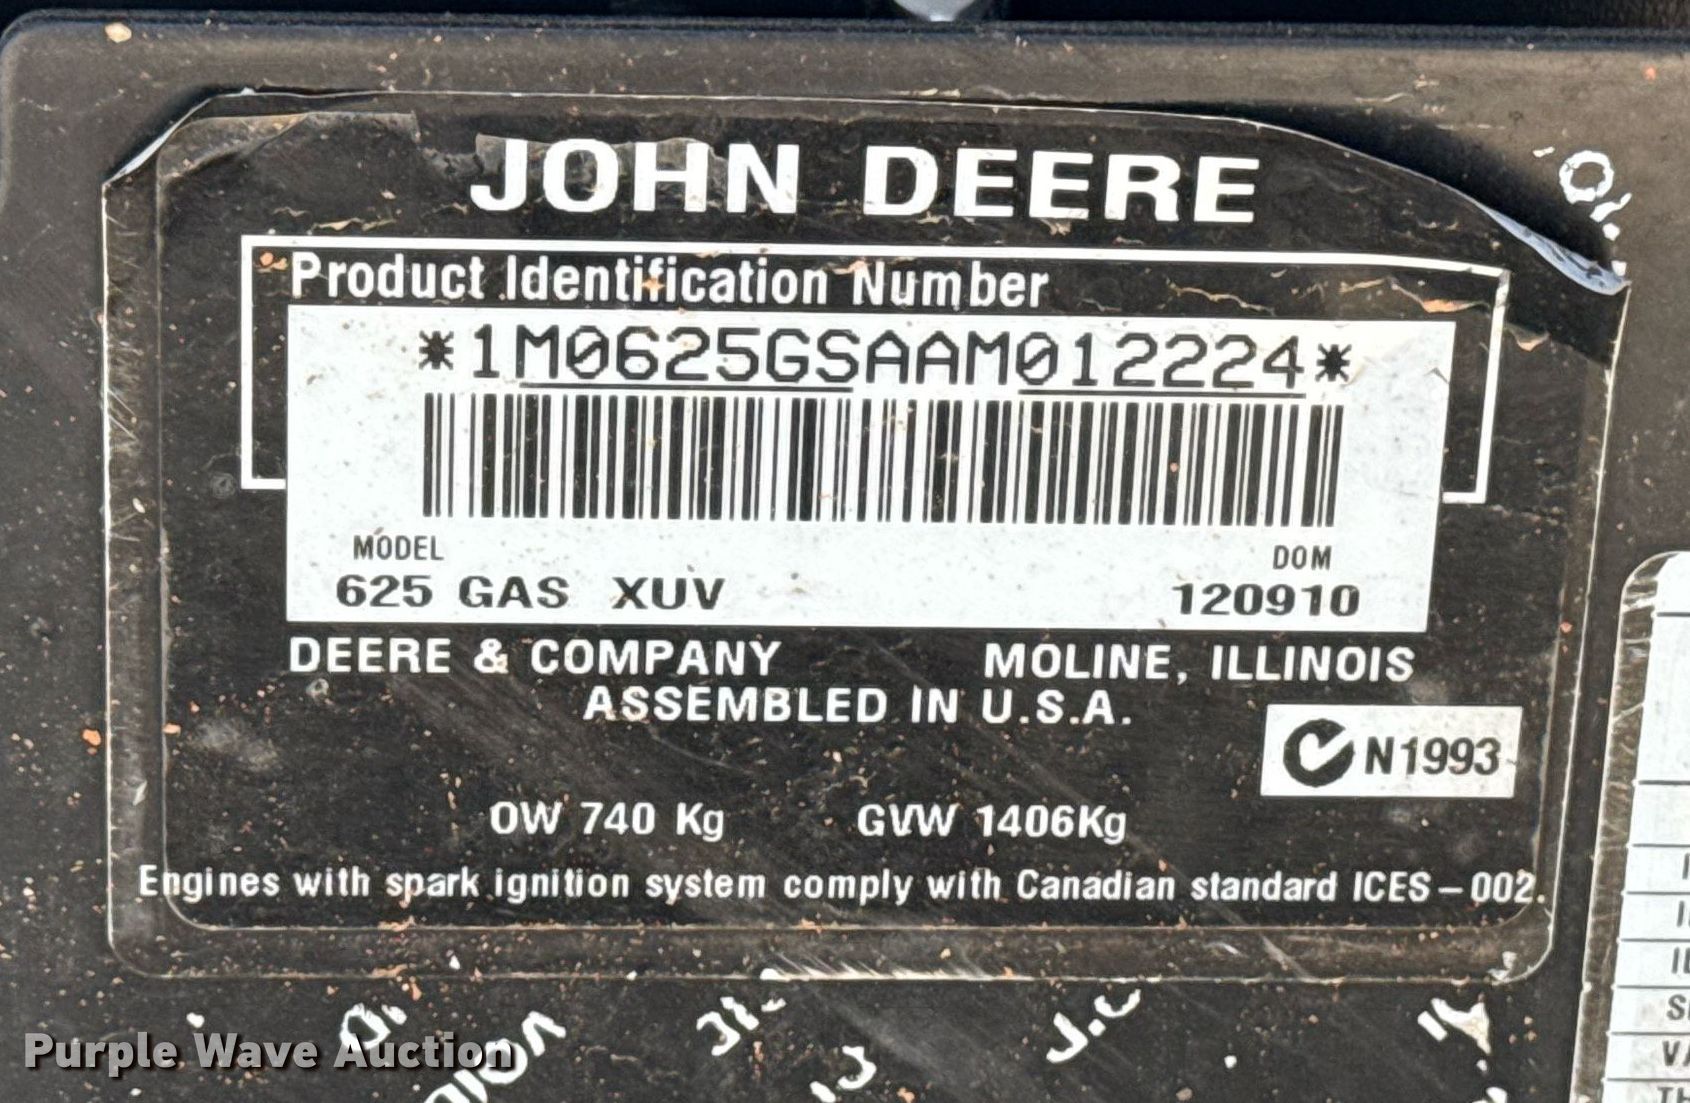 JOHN DEERE
Product Identification Number
*1M0625GSAAM012224*
MODEL
DOM
625 GAS XUV
120910
DEERE & COMPANY
MOLINE, ILLINOIS
ASSEMBLED IN U.S.A.
N1993
OW 740 Kg
GVW 1406Kg
Engines with spark ignition system comply with Canadian standard ICES-002.
Purple Wave Auction